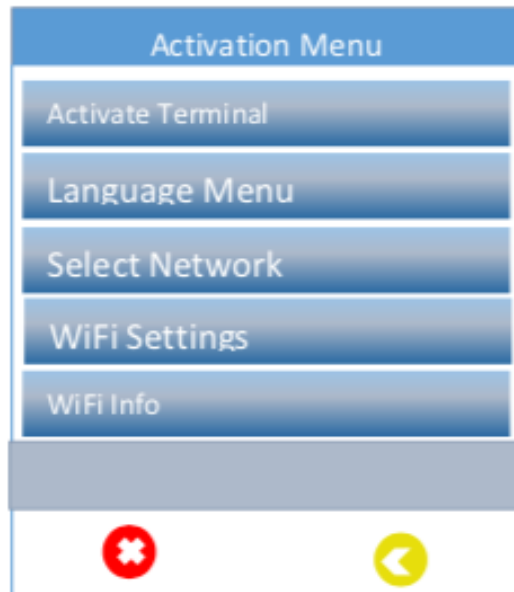 Activation Menu
Activate Terminal
Language Menu
Select Network
WiFi Settings
WiFi Info